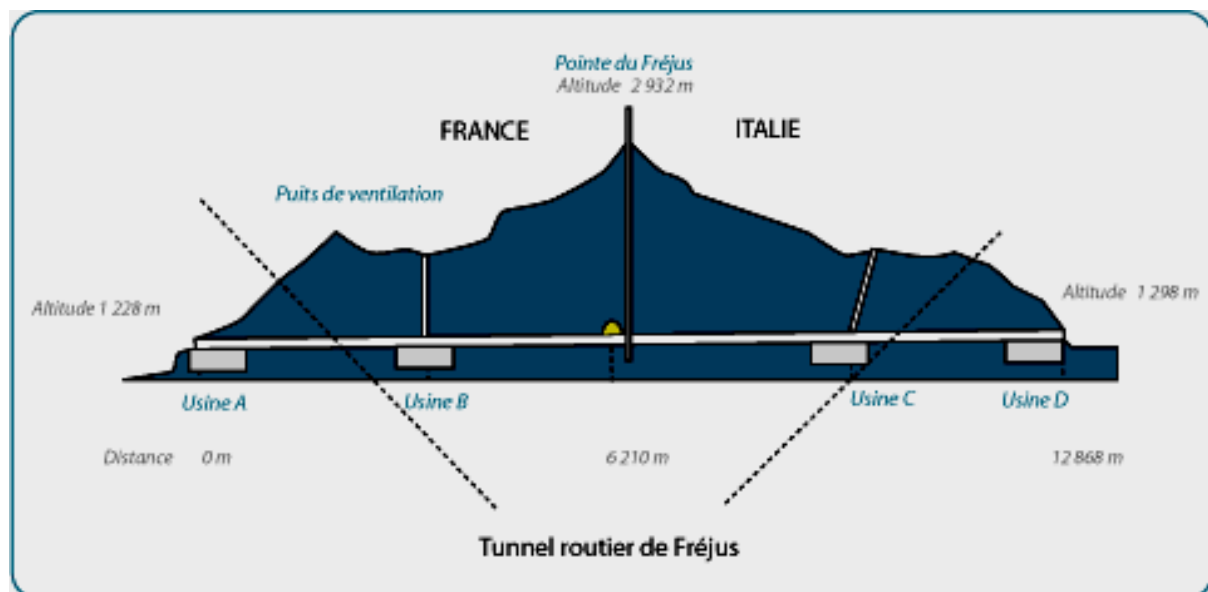 Pointe du Fréjus
Altitude 2 932 m
FRANCE
ITALIE
Puits de ventilation
Altitude 1 228 m
Altitude 1 298 m
Usine A
Usine B
Usine C
Usine D
Distance 0 m
6 210 m
12 868 m
Tunnel routier de Fréjus